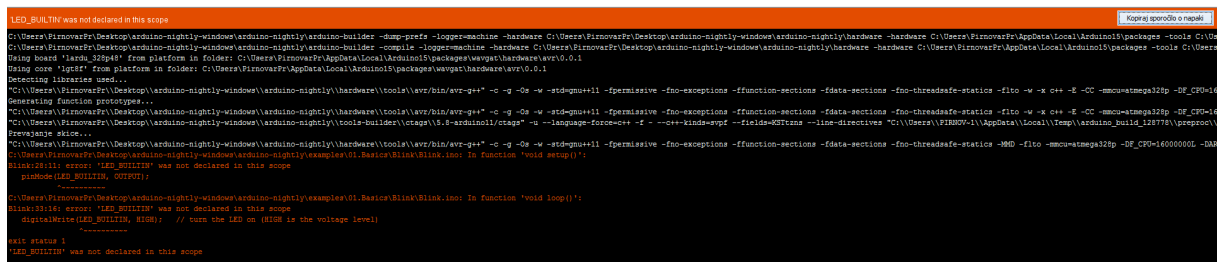 'LED_BUILTIN' was not declared in this scope
Kopiraj sporočilo o napaki
C:\Users\PirnovarPr\Desktop\arduino-nightly-windows\arduino-nightly\arduino-builder -dump-prefs -logger=machine -hardware C:\Users\PirnovarPr\Desktop\arduino-nightly-windows\arduino-nightly\hardware -hardware C:\Users\PirnovarPr\AppData\Local\Arduino15\packages -tools C:\Us
C:\Users\PirnovarPr\Desktop\arduino-nightly-windows\arduino-nightly\arduino-builder -compile -logger=machine -hardware C:\Users\PirnovarPr\Desktop\arduino-nightly-windows\arduino-nightly\hardware -hardware C:\Users\PirnovarPr\AppData\Local\Arduino15\packages -tools C:\Users
Using board 'lardu_328p48' from platform in folder: C:\Users\PirnovarPr\AppData\Local\Arduino15\packages\wavgat\hardware\avr\0.0.1
Using core 'lgt8f' from platform in folder: C:\Users\PirnovarPr\AppData\Local\Arduino15\packages\wavgat\hardware\avr\0.0.1
Detecting libraries used...
"C:\\Users\\PirnovarPr\\Desktop\\arduino-nightly-windows\\arduino-nightly\\hardware\\tools\\avr/bin/avr-g++" -c -g -Os -w -std=gnu++11 -fpermissive -fno-exceptions -ffunction-sections -fdata-sections -fno-threadsafe-statics -flto -w -x c++ -E -CC -mmcu=atmega328p -DF_CPU=16
Generating function prototypes...
"C:\\Users\\PirnovarPr\\Desktop\\arduino-nightly-windows\\arduino-nightly\\hardware\\tools\\avr/bin/avr-g++" -c -g -Os -w -std=gnu++11 -fpermissive -fno-exceptions -ffunction-sections -fdata-sections -fno-threadsafe-statics -flto -w -x c++ -E -CC -mmcu=atmega328p -DF_CPU=16
"C:\\Users\\PirnovarPr\\Desktop\\arduino-nightly-windows\\arduino-nightly\\tools-builder\\ctags\\5.8-arduino11/ctags" -u --language-force=c++ -f - --c++-kinds=svpf --fields=KSTtzns --line-directives "C:\\Users\\PIRNOV~1\\AppData\\Local\\Temp\\arduino_build_128778\\preproc\\
Prevajanje skice...
"C:\\Users\\PirnovarPr\\Desktop\\arduino-nightly-windows\\arduino-nightly\\hardware\\tools\\avr/bin/avr-g++" -c -g -Os -w -std=gnu++11 -fpermissive -fno-exceptions -ffunction-sections -fdata-sections -fno-threadsafe-statics -MMD -flto -mmcu=atmega328p -DF_CPU=16000000L -DAR
C:\Users\PirnovarPr\Desktop\arduino-nightly-windows\arduino-nightly\examples\01.Basics\Blink\Blink.ino: In function 'void setup()':
Blink:28:11: error: 'LED_BUILTIN' was not declared in this scope
pinMode(LED_BUILTIN, OUTPUT);
^~~~~~~~~~~
C:\Users\PirnovarPr\Desktop\arduino-nightly-windows\arduino-nightly\examples\01.Basics\Blink\Blink.ino: In function 'void loop()':
Blink:33:16: error: 'LED_BUILTIN' was not declared in this scope
digitalWrite(LED_BUILTIN, HIGH);   // turn the LED on (HIGH is the voltage level)
^~~~~~~~~~~
exit status 1
'LED_BUILTIN' was not declared in this scope